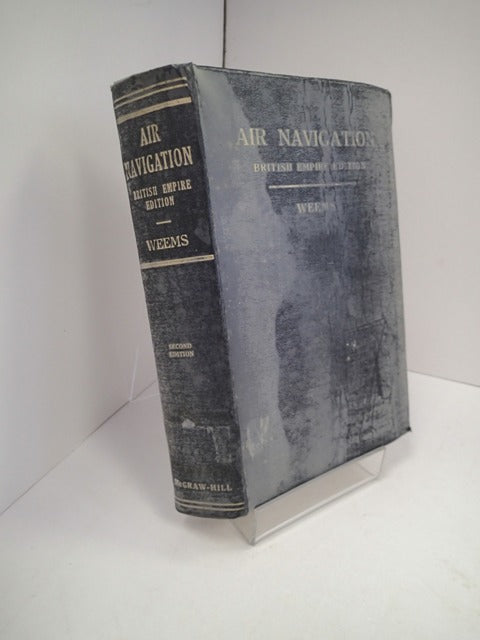 AIR
NAVIGATION
BRITISH EMPIRE
EDITION
WEEMS
SECOND
EDITION
McGRAW-HILL
AIR NAVIGATION
BRITISH EMPIRE EDITION
WEEMS